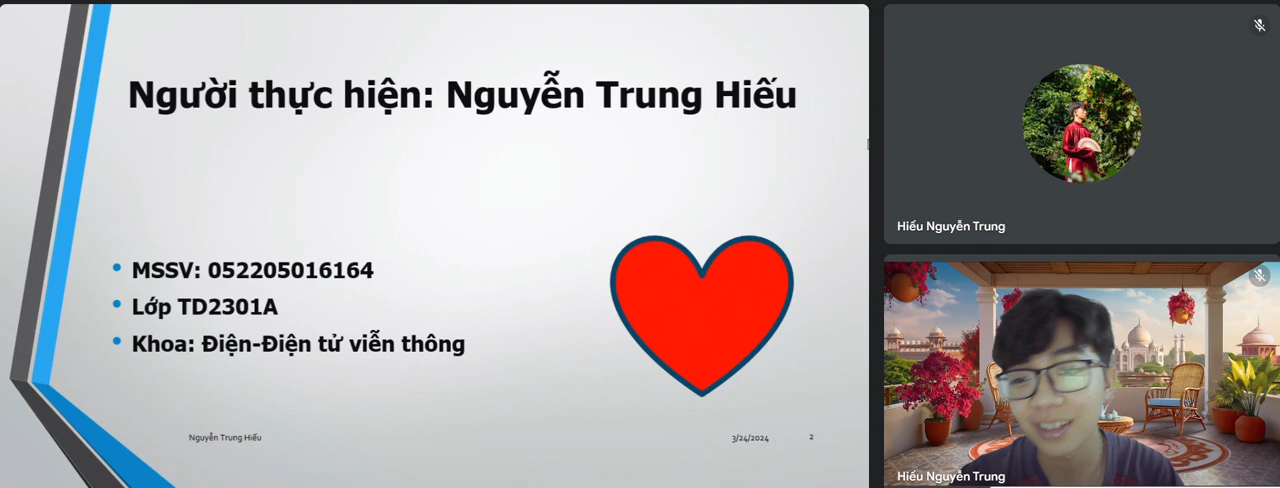 Người thực hiện: Nguyễn Trung Hiếu
MSSV: 052205016164
Lớp TD2301A
Khoa: Điện-Điện tử viễn thông
Nguyễn Trung Hiếu
3/24/2024
2
Hiếu Nguyễn Trung
Hiếu Nguyễn Trung